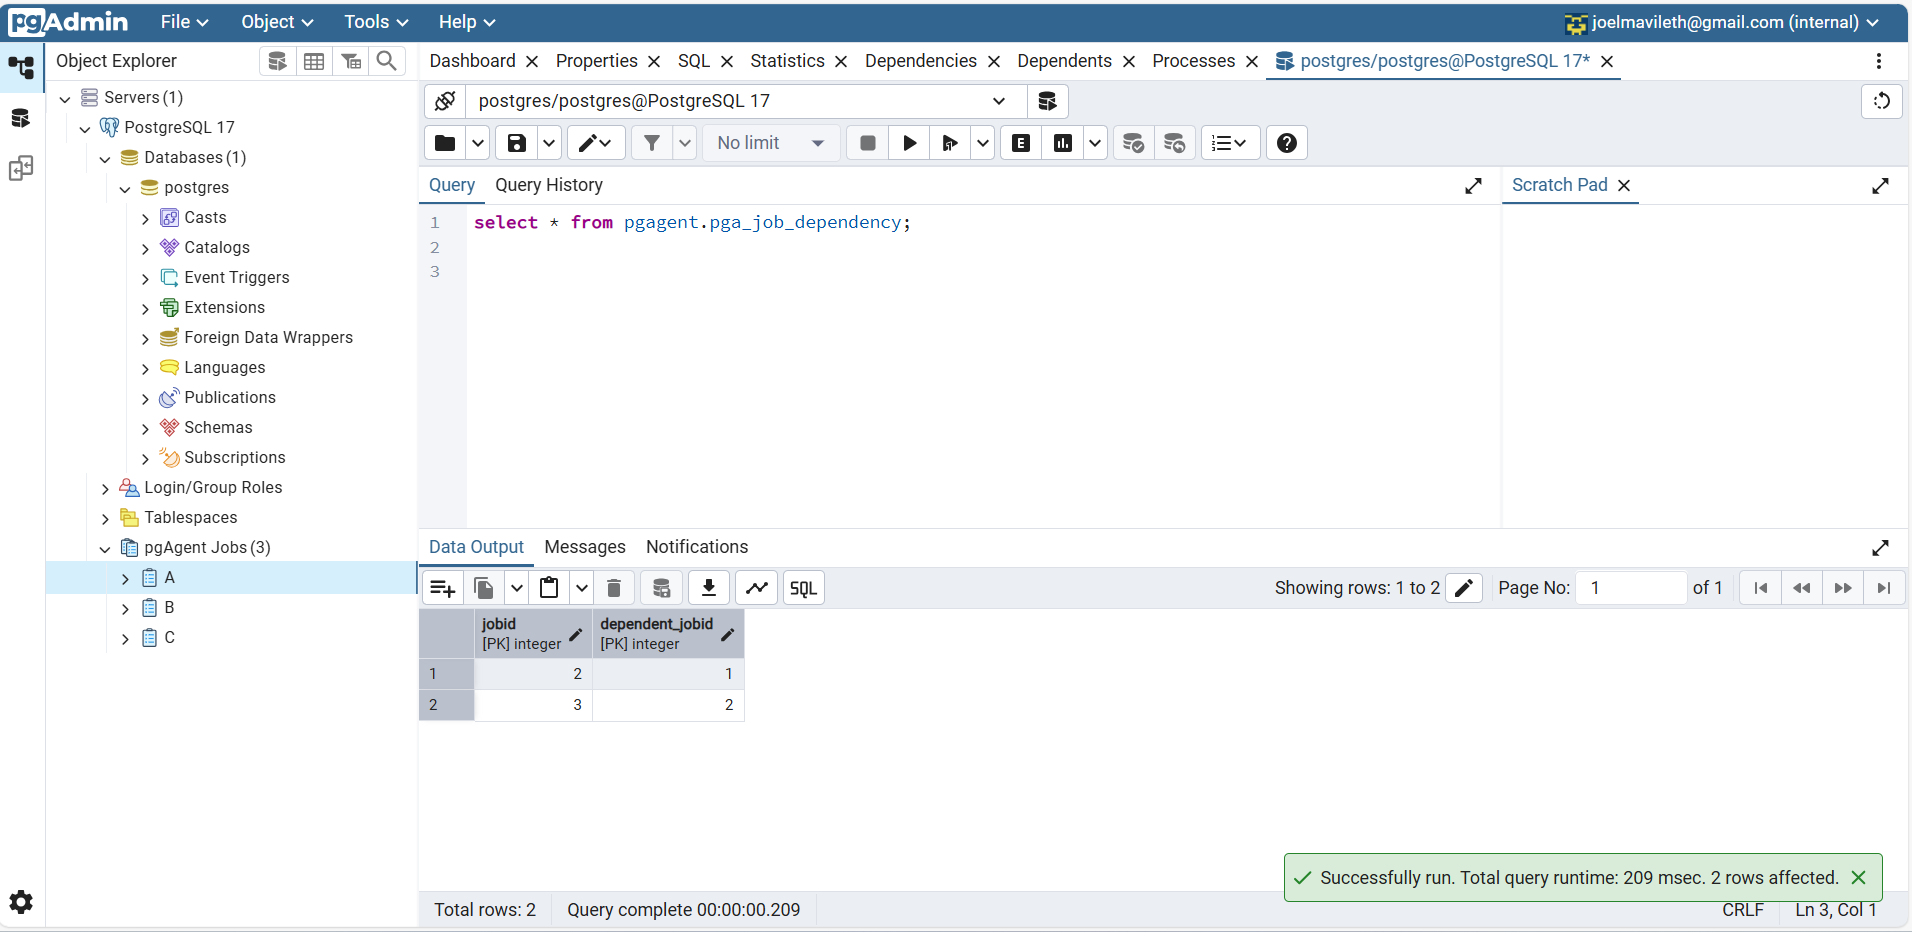 pgAdmin File Object Tools Help joelmavileth@gmail.com (internal)
Object Explorer
Dashboard Properties SQL Statistics Dependencies Dependents Processes postgres/postgres@PostgreSQL 17*
Servers (1)
PostgreSQL 17
Databases (1)
postgres
Casts
Catalogs
Event Triggers
Extensions
Foreign Data Wrappers
Languages
Publications
Schemas
Subscriptions
Login/Group Roles
Tablespaces
pgAgent Jobs (3)
A
B
C
postgres/postgres@PostgreSQL 17
No limit E
Query Query History Scratch Pad
1 select * from pgagent.pga_job_dependency;
2
3
Data Output Messages Notifications
SQL Showing rows: 1 to 2 Page No: 1 of 1
jobid dependent_jobid
[PK] integer [PK] integer
1 2 1
2 3 2
Successfully run. Total query runtime: 209 msec. 2 rows affected.
Total rows: 2 Query complete 00:00:00.209 CRLF Ln 3, Col 1